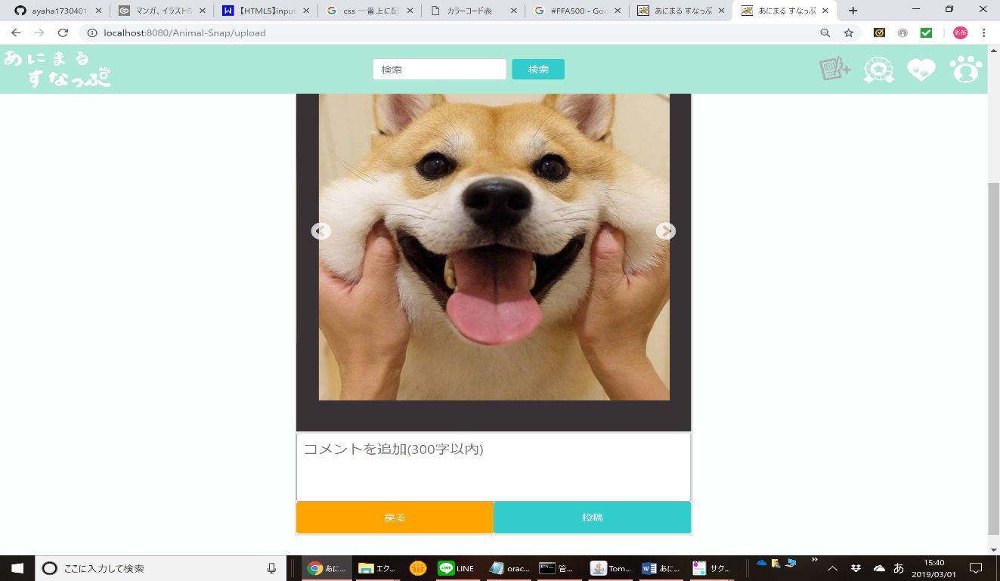 ayaha1730401
マンガ、イラスト制
【HTML5】input
css 一番上に配
カラーコード表
#FFA500 - Goo
あにまる すなっぷ
あにまる すなっぷ
localhost:8080/Animal-Snap/upload
彩葉
あにまる
すなっぷ
検索
検索
コメントを追加(300字以内)
戻る
投稿
ここに入力して検索
あに...
エク...
LINE
orac...
管...
Tom...
あに...
サク...
あ
15:40
2019/03/01